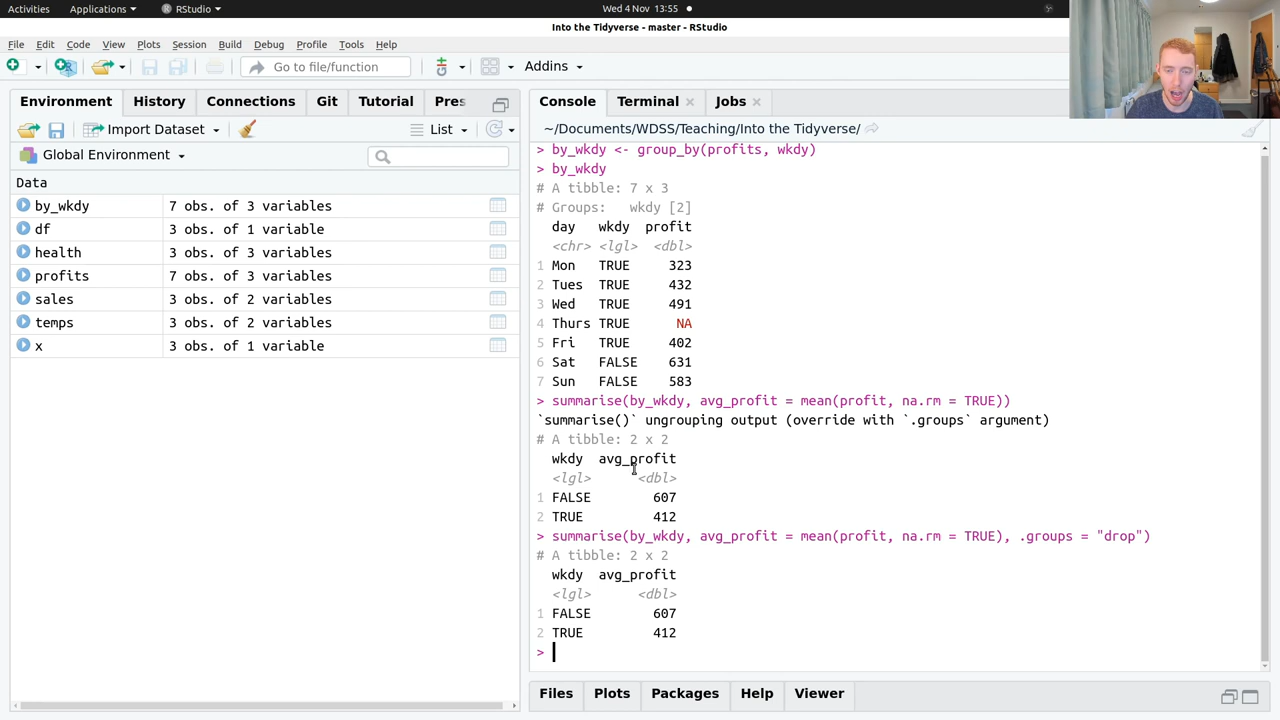 Activities Applications RStudio Wed 4 Nov 13:55
Into the Tidyverse - master - RStudio
File Edit Code View Plots Session Build Debug Profile Tools Help
Go to file/function Addins
Environment History Connections Git Tutorial Pres
Import Dataset List
Global Environment
Data
by_wkdy 7 obs. of 3 variables
df 3 obs. of 1 variable
health 3 obs. of 3 variables
profits 7 obs. of 3 variables
sales 3 obs. of 2 variables
temps 3 obs. of 2 variables
x 3 obs. of 1 variable
Console Terminal Jobs
~/Documents/WDSS/Teaching/Into the Tidyverse/
> by_wkdy <- group_by(profits, wkdy)
> by_wkdy
# A tibble: 7 x 3
# Groups: wkdy [2]
day wkdy profit
<chr> <lgl> <dbl>
1 Mon TRUE 323
2 Tues TRUE 432
3 Wed TRUE 491
4 Thurs TRUE NA
5 Fri TRUE 402
6 Sat FALSE 631
7 Sun FALSE 583
> summarise(by_wkdy, avg_profit = mean(profit, na.rm = TRUE))
`summarise()` ungrouping output (override with `.groups` argument)
# A tibble: 2 x 2
wkdy avg_profit
<lgl> <dbl>
1 FALSE 607
2 TRUE 412
> summarise(by_wkdy, avg_profit = mean(profit, na.rm = TRUE), .groups = "drop")
# A tibble: 2 x 2
wkdy avg_profit
<lgl> <dbl>
1 FALSE 607
2 TRUE 412
>
Files Plots Packages Help Viewer